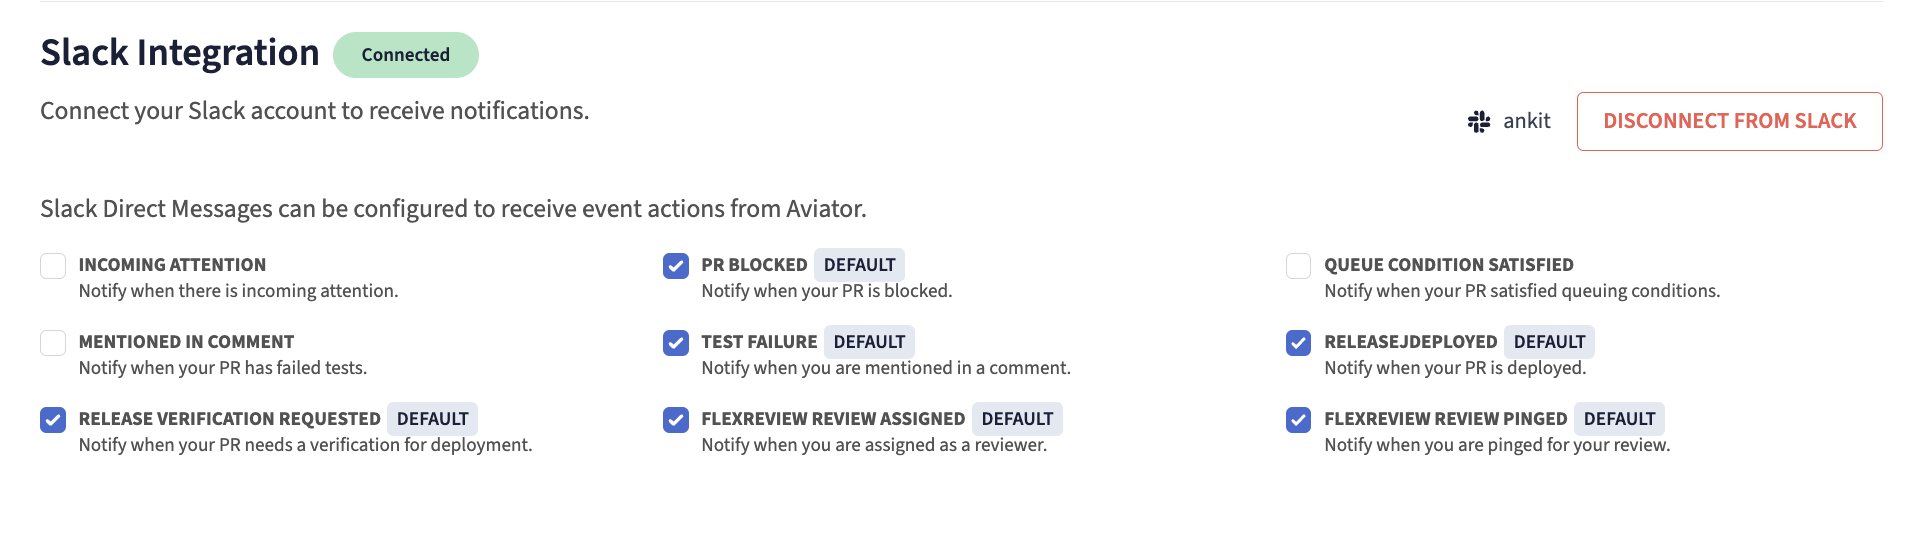 Slack Integration Connected
Connect your Slack account to receive notifications.
ankit DISCONNECT FROM SLACK
Slack Direct Messages can be configured to receive event actions from Aviator.
INCOMING ATTENTION
Notify when there is incoming attention.
PR BLOCKED DEFAULT
Notify when your PR is blocked.
QUEUE CONDITION SATISFIED
Notify when your PR satisfied queuing conditions.
MENTIONED IN COMMENT
Notify when your PR has failed tests.
TEST FAILURE DEFAULT
Notify when you are mentioned in a comment.
RELEASEJDEPLOYED DEFAULT
Notify when your PR is deployed.
RELEASE VERIFICATION REQUESTED DEFAULT
Notify when your PR needs a verification for deployment.
FLEXREVIEW REVIEW ASSIGNED DEFAULT
Notify when you are assigned as a reviewer.
FLEXREVIEW REVIEW PINGED DEFAULT
Notify when you are pinged for your review.